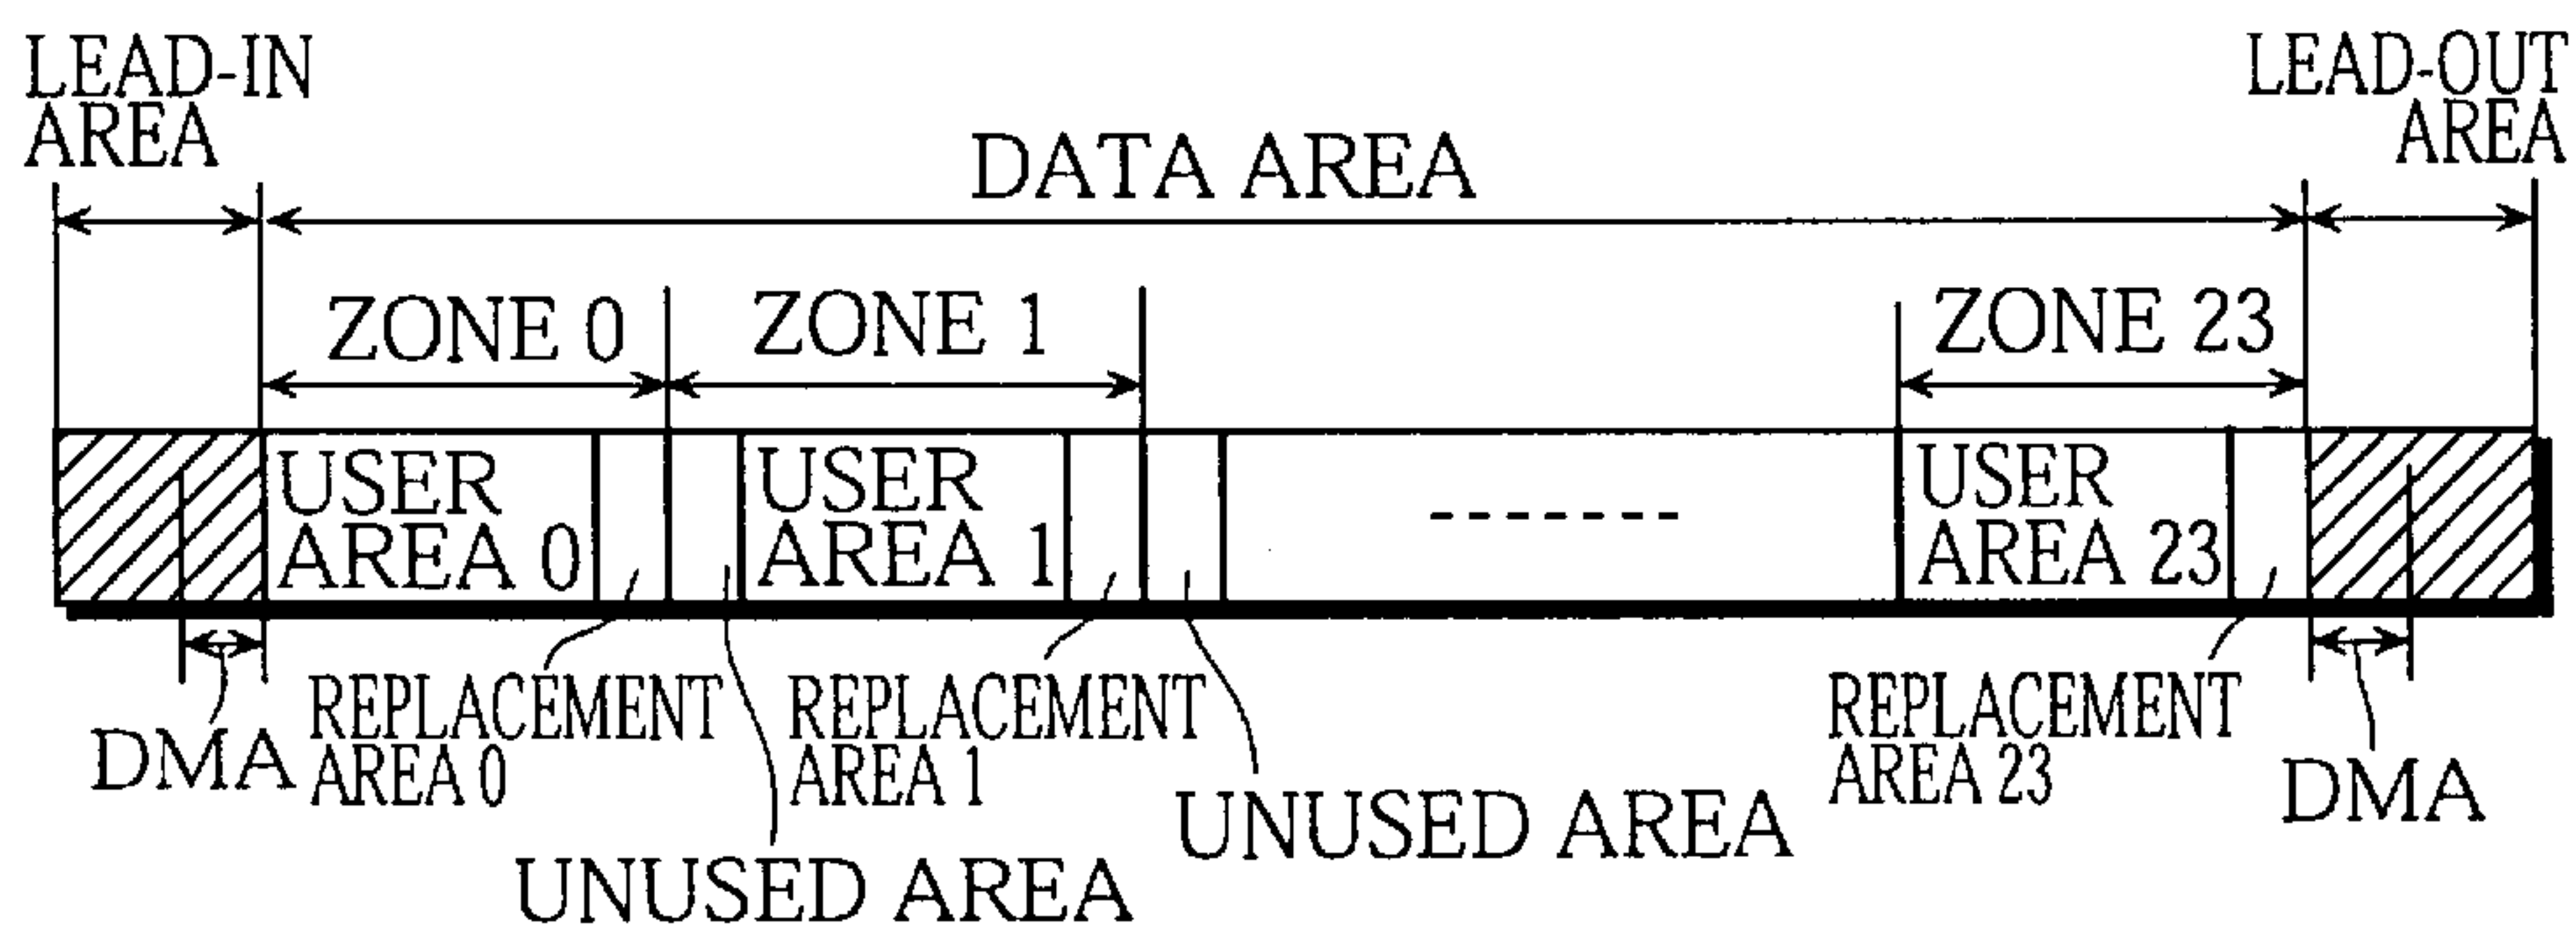 LEAD-IN
AREA
LEAD-OUT
AREA
DATA AREA
ZONE 0
ZONE 1
ZONE 23
USER
AREA 0
USER
AREA 1
USER
AREA 23
DMA
REPLACEMENT
AREA 0
REPLACEMENT
AREA 1
REPLACEMENT
AREA 23
DMA
UNUSED AREA
UNUSED AREA